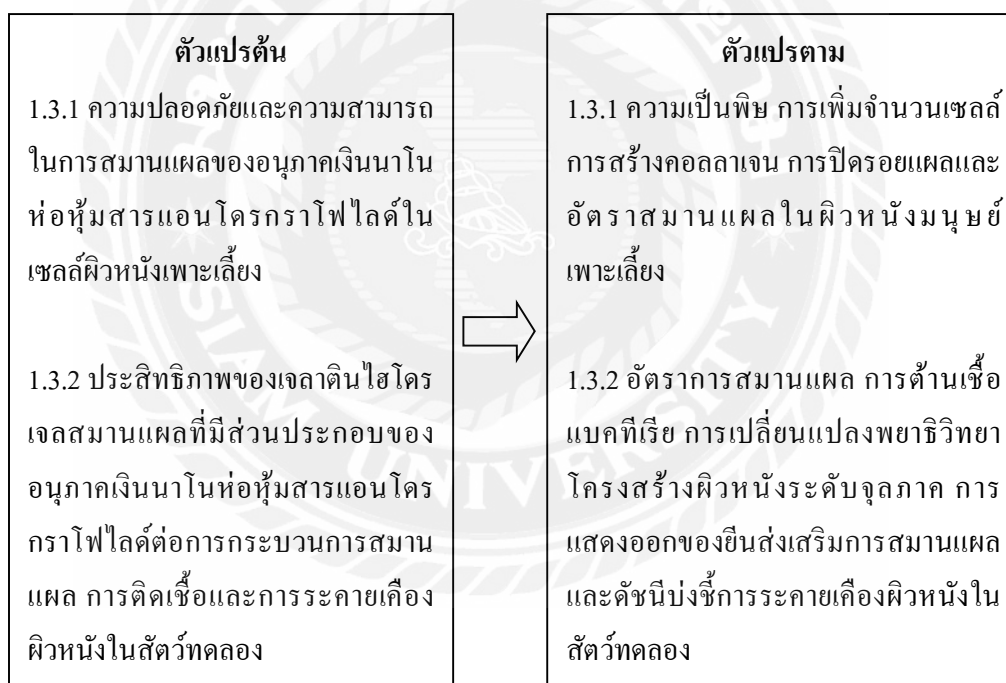 ตัวแปรต้น
1.3.1 ความปลอดภัยและความสามารถ
ในการสมานแผลของอนุภาคเงินนาโน
ห่อหุ้มสารแอนโดรกราโฟไลด์ใน
เซลล์ผิวหนังเพาะเลี้ยง
1.3.2 ประสิทธิภาพของเจลาตินไฮโดร
เจลสมานแผลที่มีส่วนประกอบของ
อนุภาคเงินนาโนห่อหุ้มสารแอนโดร
กราโฟไลด์ต่อการกระบวนการสมาน
แผล การติดเชื้อและการระคายเคือง
ผิวหนังในสัตว์ทดลอง
ตัวแปรตาม
1.3.1 ความเป็นพิษ การเพิ่มจำนวนเซลล์
การสร้างคอลลาเจน การปิดรอยแผลและ
อัตราสมานแผลในผิวหนังมนุษย์
เพาะเลี้ยง
1.3.2 อัตราการสมานแผล การต้านเชื้อ
แบคทีเรีย การเปลี่ยนแปลงพยาธิวิทยา
โครงสร้างผิวหนังระดับจุลภาค การ
แสดงออกของยีนส่งเสริมการสมานแผล
และดัชนีบ่งชี้การระคายเคืองผิวหนังใน
สัตว์ทดลอง
SIAM UNIVERSITY